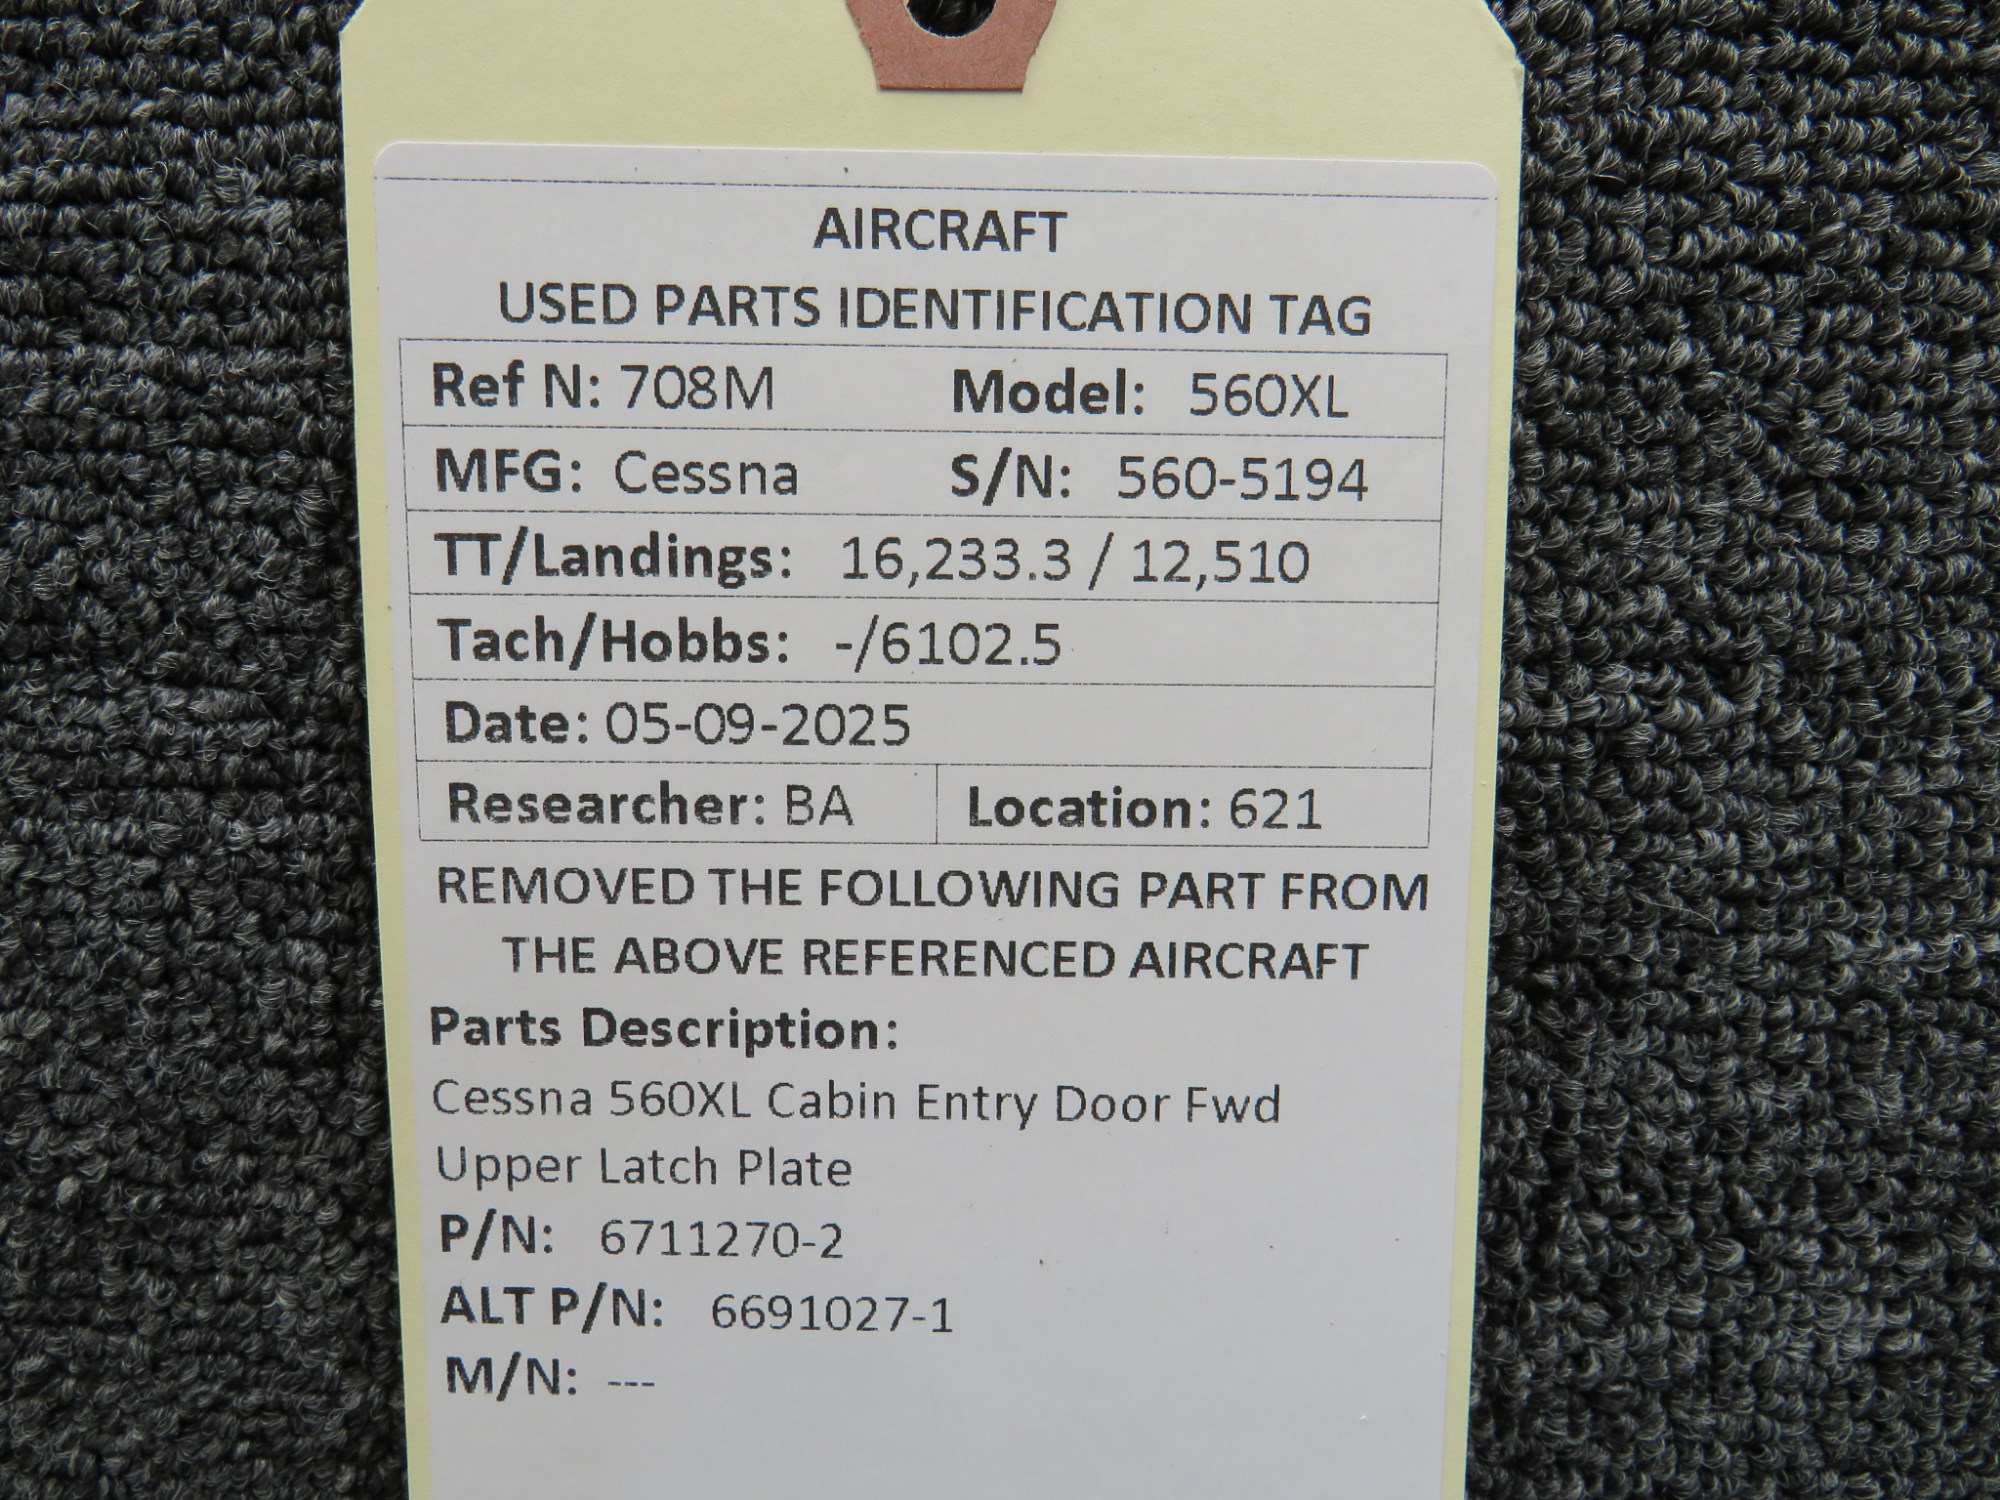 AIRCRAFT
USED PARTS IDENTIFICATION TAG
Ref N: 708M Model: 560XL
MFG: Cessna S/N: 560-5194
TT/Landings: 16,233.3 / 12,510
Tach/Hobbs: -/6102.5
Date: 05-09-2025
Researcher: BA Location: 621
REMOVED THE FOLLOWING PART FROM
THE ABOVE REFERENCED AIRCRAFT
Parts Description:
Cessna 560XL Cabin Entry Door Fwd
Upper Latch Plate
P/N: 6711270-2
ALT P/N: 6691027-1
M/N: ---